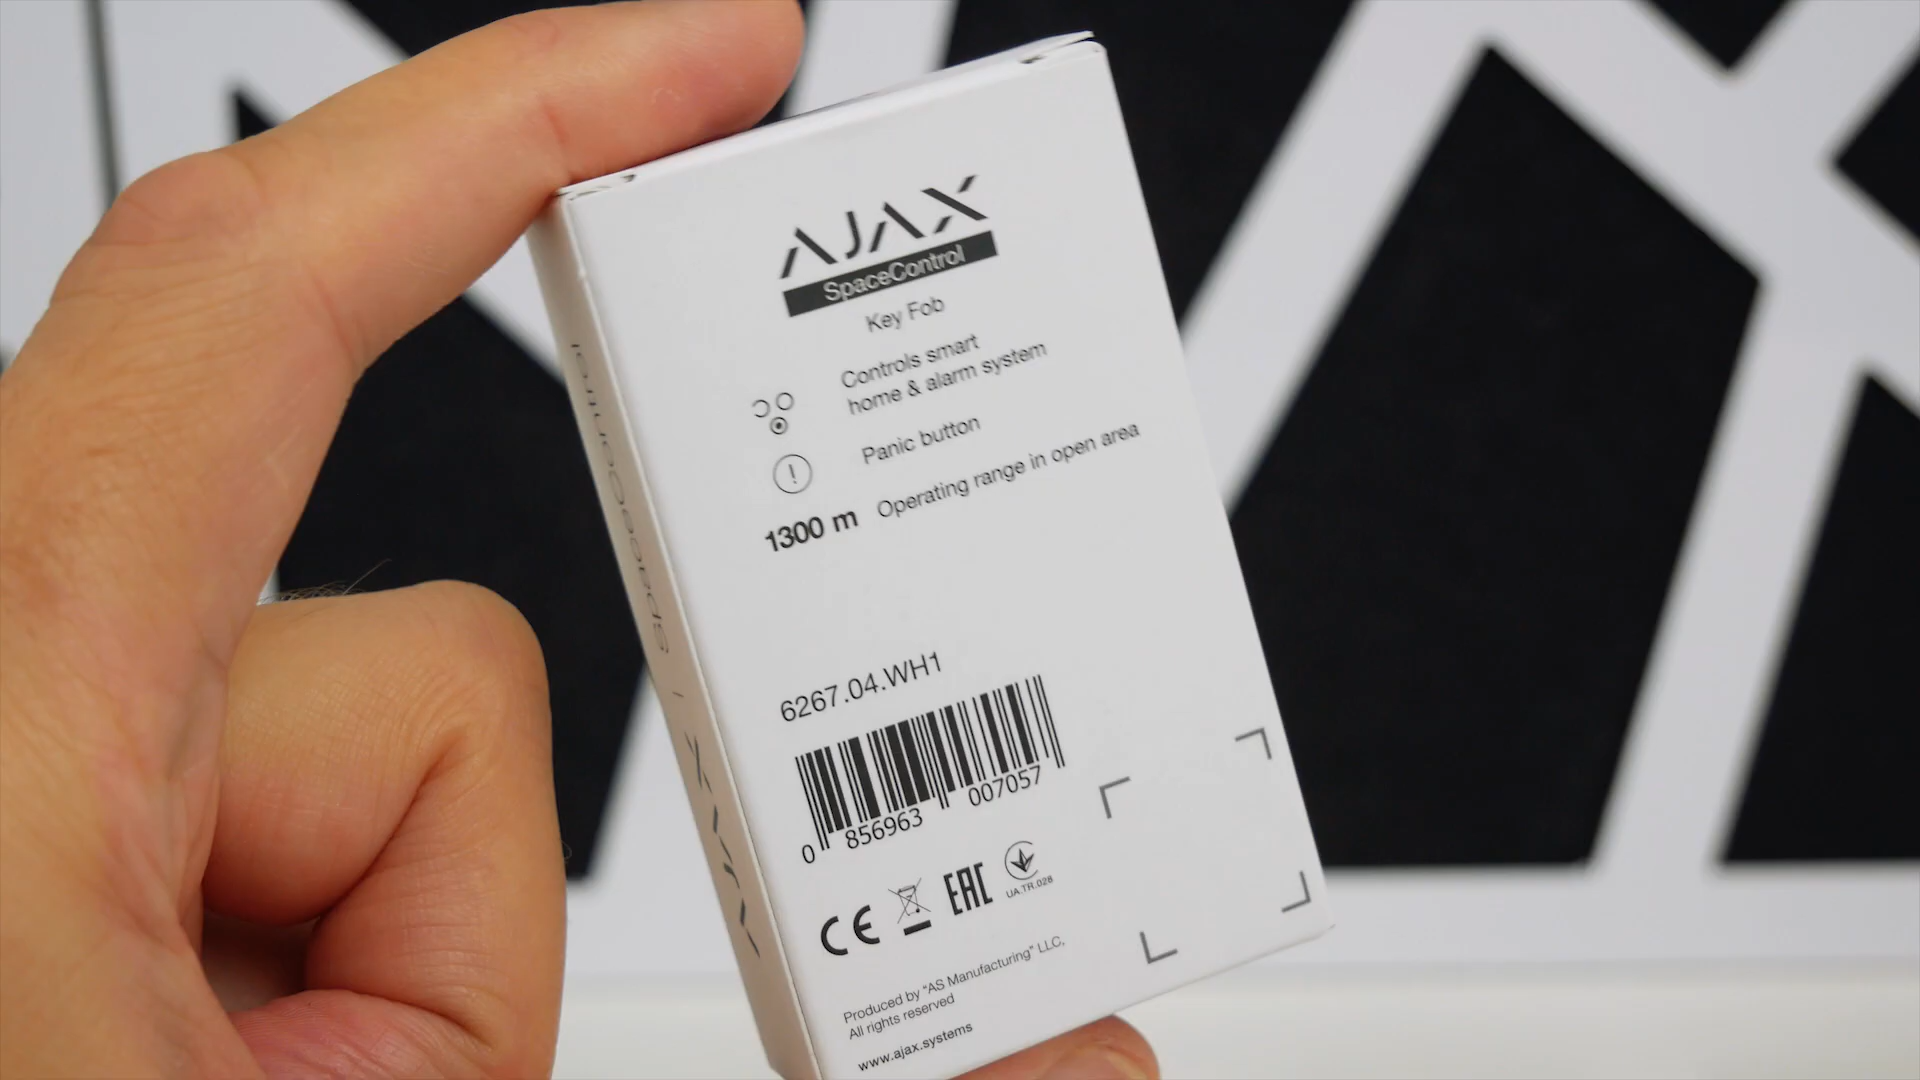 AJAX
SpaceControl
Key Fob
Controls smart
home & alarm system
Panic button
1300 m Operating range in open area
6267.04.WH1
0 856963 007057
CE EAC UA.TR.028
Produced by "AS Manufacturing" LLC,
All rights reserved
www.ajax.systems
AJAX | SpaceControl